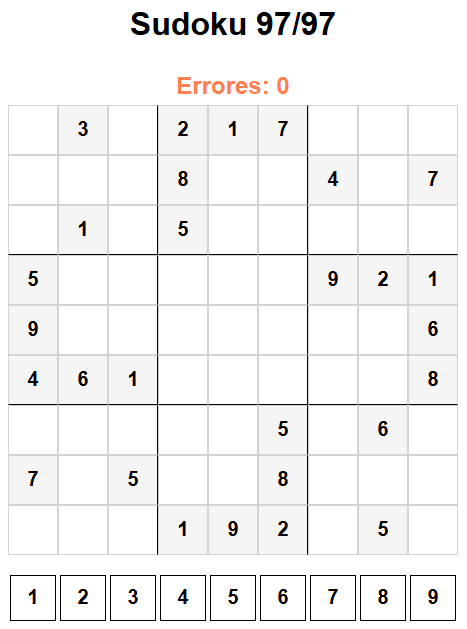 Sudoku 97/97
Errores: 0
3 2 1 7
8 4 7
1 5
5 9 2 1
9 6
4 6 1 8
5 6
7 5 8
1 9 2 5
1 2 3 4 5 6 7 8 9